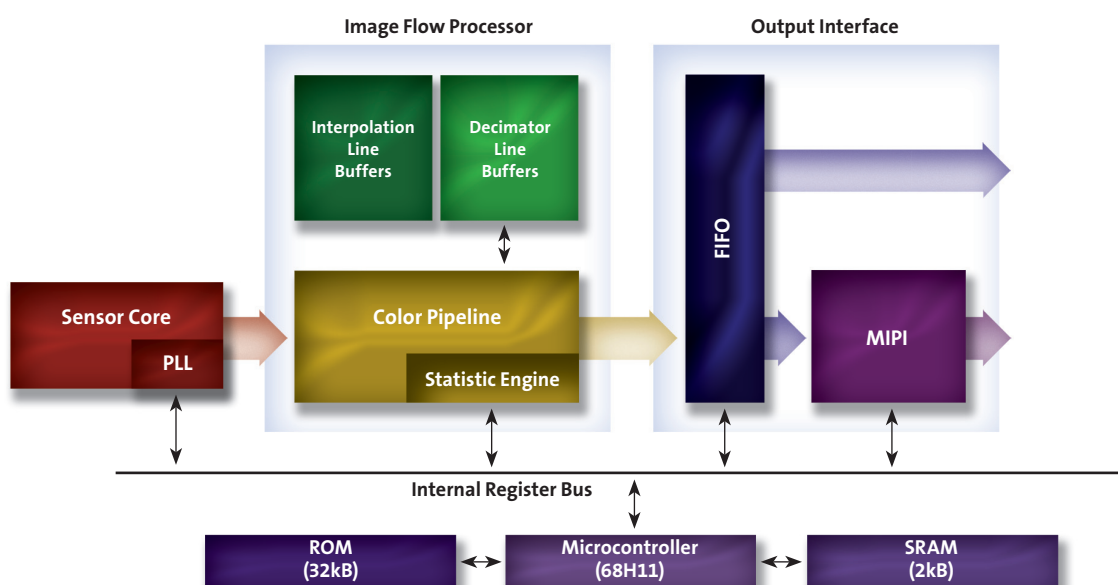 Image Flow Processor
Output Interface
Interpolation
Line
Buffers
Decimator
Line
Buffers
FIFO
Sensor Core
PLL
Color Pipeline
Statistic Engine
MIPI
Internal Register Bus
ROM
(32kB)
Microcontroller
(68H11)
SRAM
(2kB)